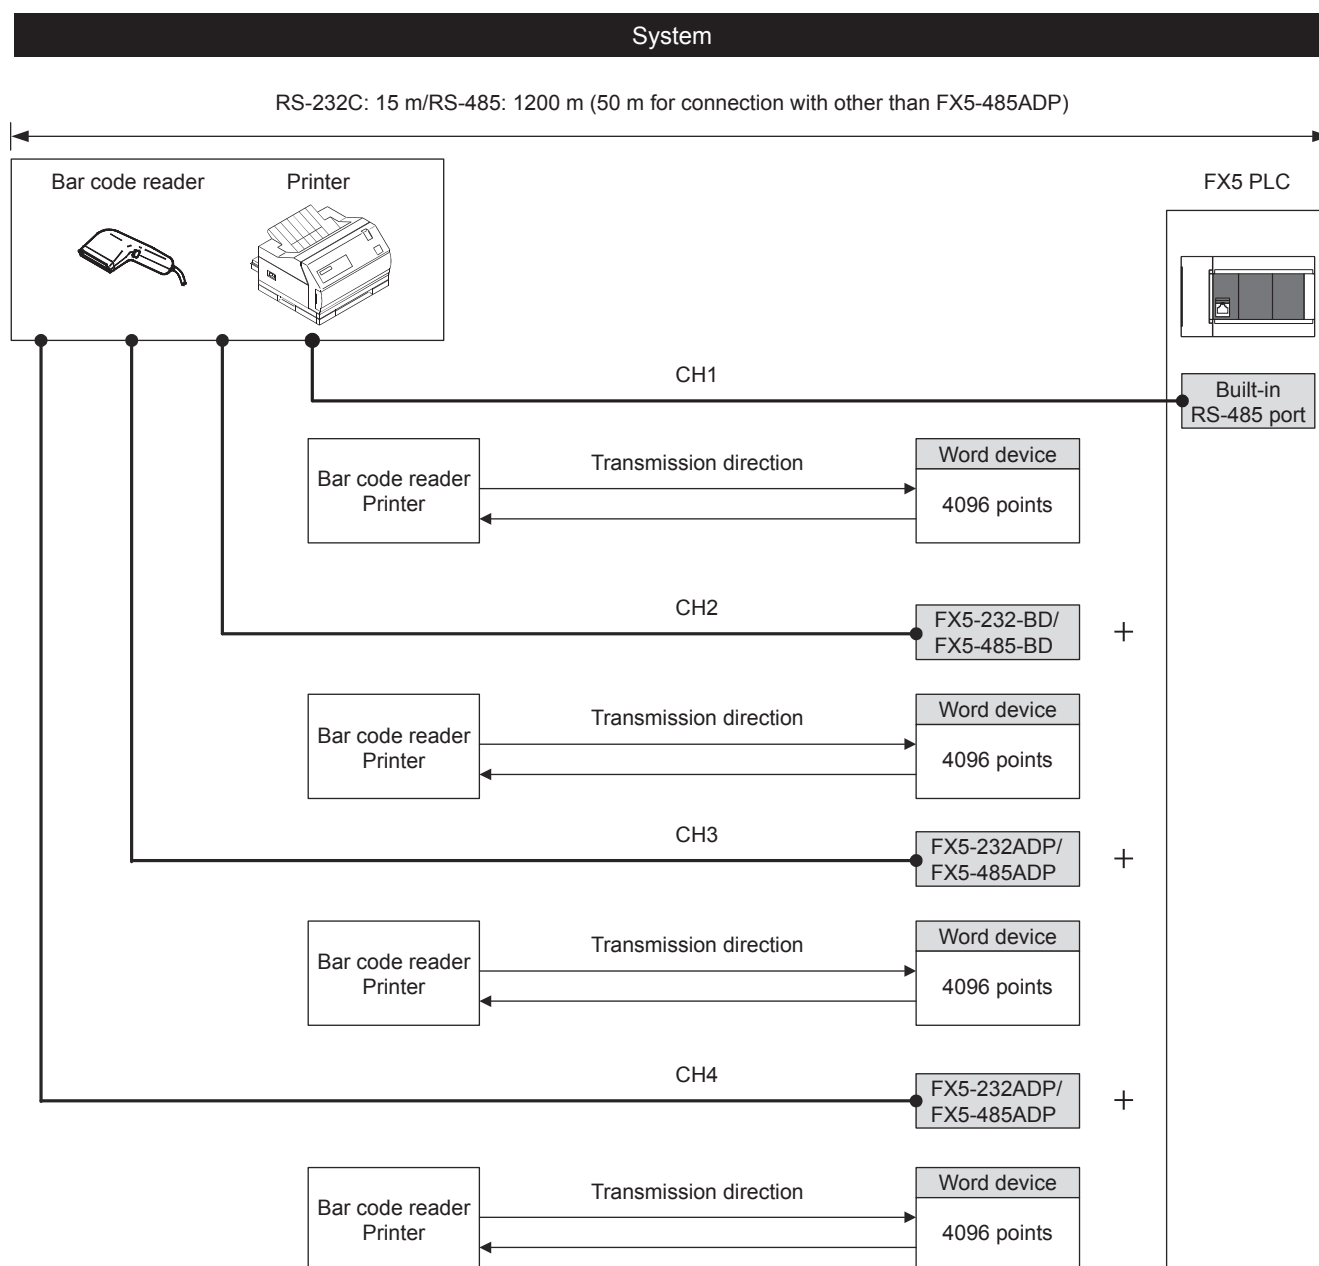 System
RS-232C: 15 m/RS-485: 1200 m (50 m for connection with other than FX5-485ADP)
Bar code reader
Printer
FX5 PLC
CH1
Built-in
RS-485 port
Bar code reader
Printer
Transmission direction
Word device
4096 points
CH2
FX5-232-BD/
FX5-485-BD
+
Bar code reader
Printer
Transmission direction
Word device
4096 points
CH3
FX5-232ADP/
FX5-485ADP
+
Bar code reader
Printer
Transmission direction
Word device
4096 points
CH4
FX5-232ADP/
FX5-485ADP
+
Bar code reader
Printer
Transmission direction
Word device
4096 points